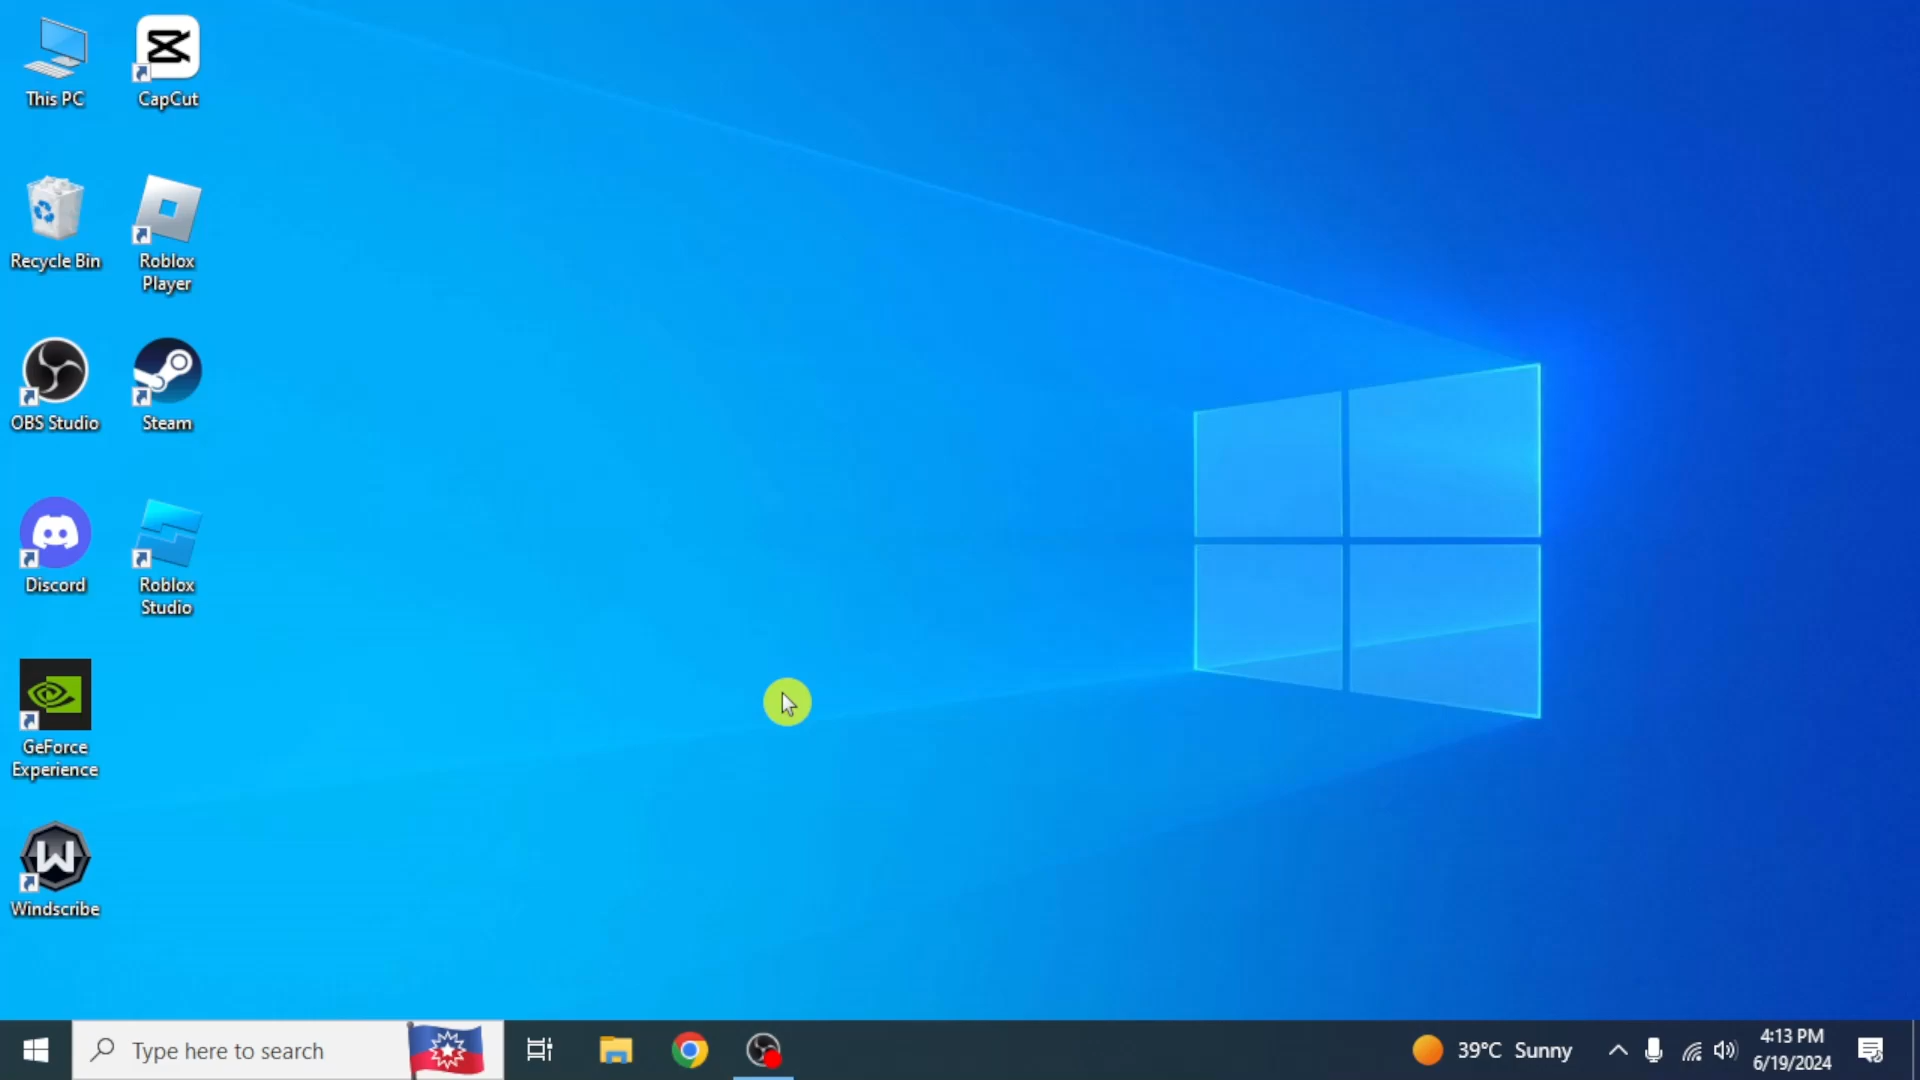 This PC
CapCut
Recycle Bin
Roblox
Player
OBS Studio
Steam
Discord
Roblox
Studio
GeForce
Experience
Windscribe
Type here to search
39°C Sunny
4:13 PM
6/19/2024